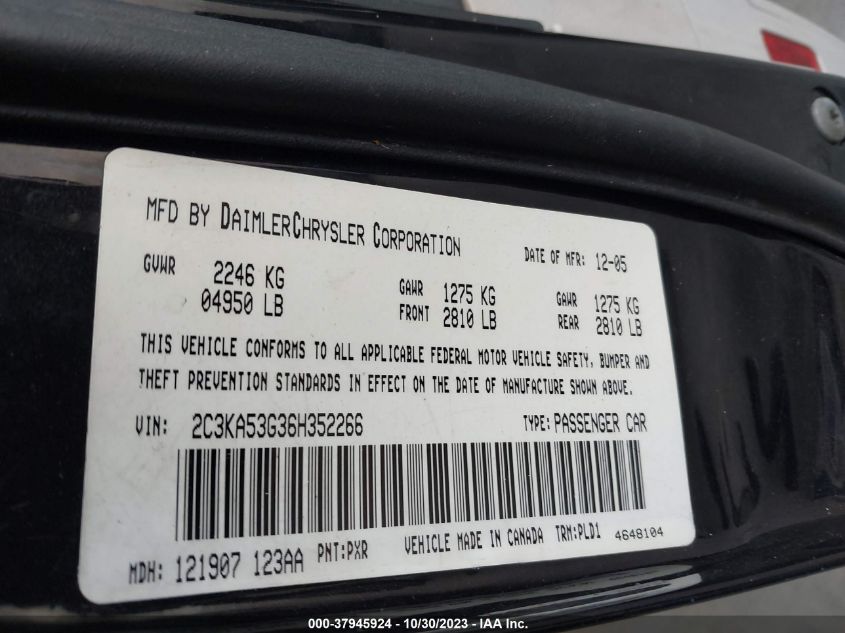 MFD BY DAIMLERCHRYSLER CORPORATION DATE OF MFR: 12-05
GVWR 2246 KG GAWR 1275 KG GAWR 1275 KG
04950 LB FRONT 2810 LB REAR 2810 LB
THIS VEHICLE CONFORMS TO ALL APPLICABLE FEDERAL MOTOR VEHICLE SAFETY, BUMPER AND
THEFT PREVENTION STANDARDS IN EFFECT ON THE DATE OF MANUFACTURE SHOWN ABOVE.
VIN: 2C3KA53G36H352266 TYPE: PASSENGER CAR
MDH: 121907 123AA PNT:PXR VEHICLE MADE IN CANADA TRM:PLD1 4648104
000-37945924 - 10/30/2023 - IAA Inc.